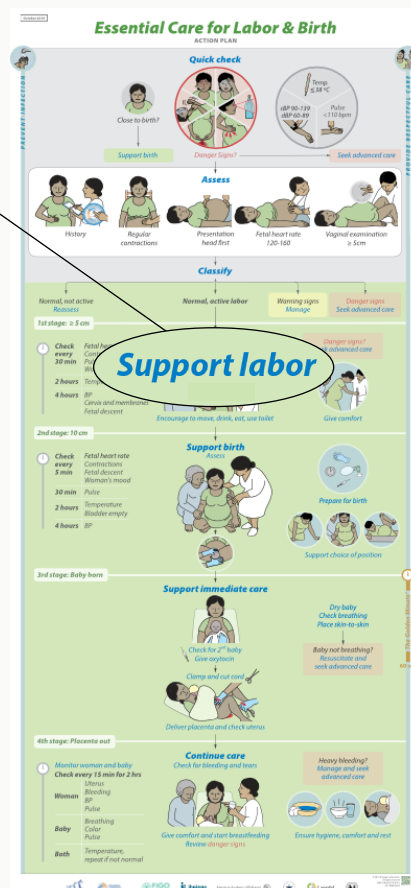 Essential Care for Labor & Birth
ACTION PLAN
PREVENT INFECTION
Quick check
Close to birth?
Temp.
≤ 38 °C
sBP 90-139
dBP 60-89
Pulse
<110 bpm
Support birth
Danger Signs?
Seek advanced care
Assess
History
Regular
contractions
Presentation
head first
Fetal heart rate
120-160
Vaginal examination
≥ 5cm
Classify
Normal, not active
Reassess
Normal, active labor
Warning signs
Manage
Danger signs
Seek advanced care
1st stage: ≥ 5 cm
Check
every
30 min
2 hours
4 hours
BP
Cervix and membranes
Fetal descent
Support labor
Encourage to move, drink, eat, use toilet
Danger signs?
advanced care
Give comfort
2nd stage: 10 cm
Check
every
5 min
Fetal heart rate
Contractions
Fetal descent
Woman's mood
30 min
Pulse
2 hours
Temperature
Bladder empty
4 hours
BP
Support birth
Assess
Prepare for birth
Support choice of position
3rd stage: Baby born
Support immediate care
Check for 2nd baby
Give oxytocin
Clamp and cut cord
Deliver placenta and check uterus
Dry baby
Check breathing
Place skin-to-skin
Baby not breathing?
Resuscitate and
seek advanced care
4th stage: Placenta out
Monitor woman and baby
Check every 15 min for 2 hrs
Woman
Uterus
Bleeding
BP
Pulse
Baby
Breathing
Color
Pulse
Both
Temperature,
repeat if not normal
Continue care
Check for bleeding and tears
Give comfort and start breastfeeding
Review danger signs
Heavy bleeding?
Manage and seek
advanced care
Ensure hygiene, comfort and rest
FIGO